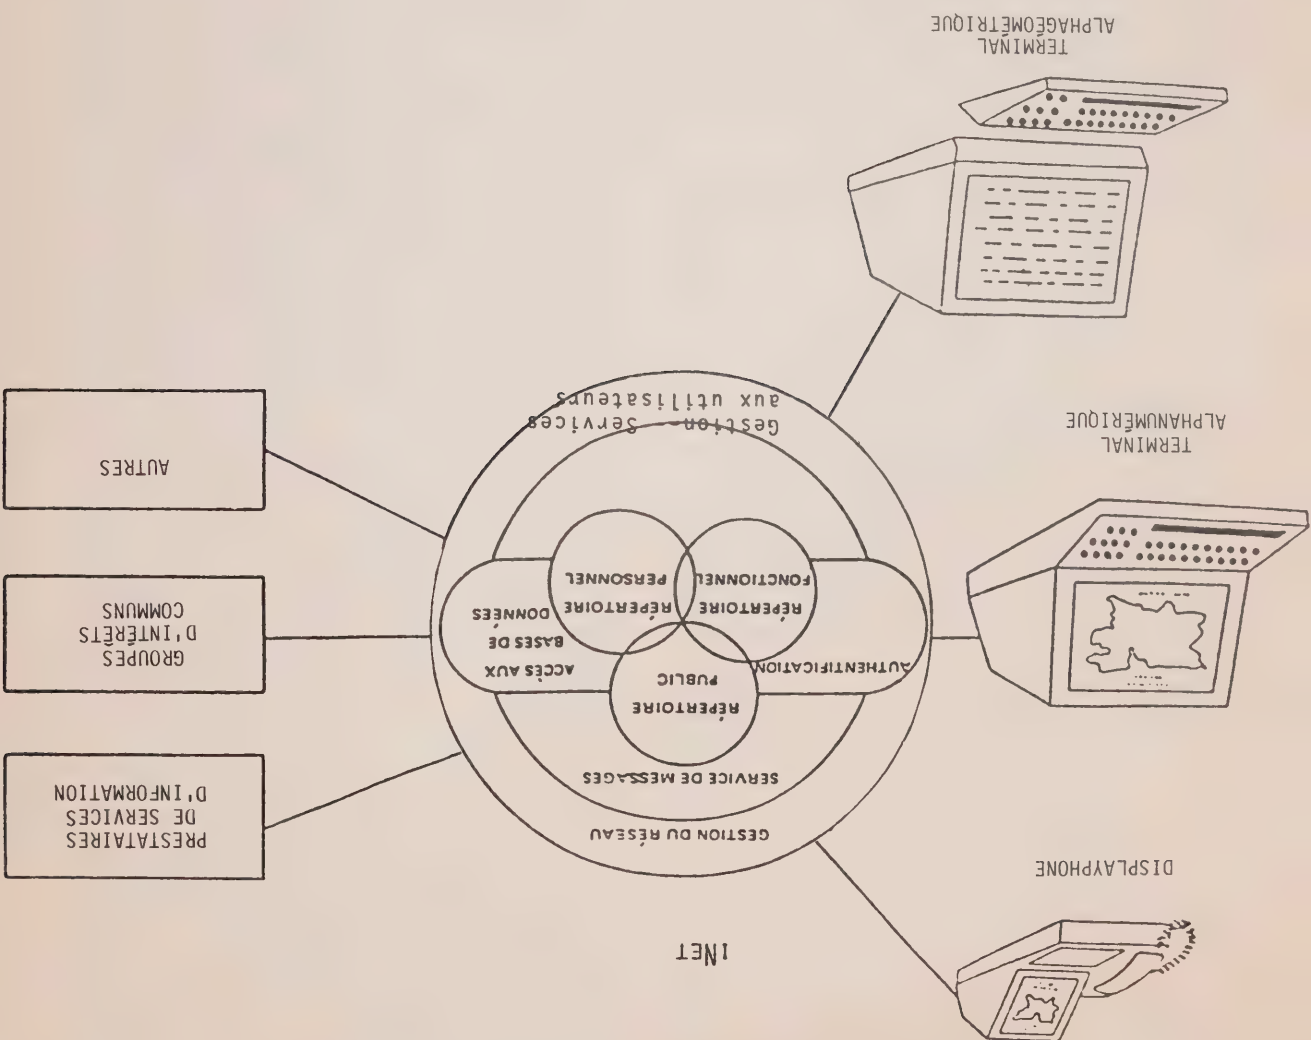 iNET
DISPLAYPHONE
TERMINAL
ALPHANUMÉRIQUE
TERMINAL
ALPHAGÉOMÉTRIQUE
GESTION DU RÉSEAU
SERVICE DE MESSAGES
RÉPERTOIRE
PUBLIC
AUTHENTIFICATION
RÉPERTOIRE
FONCTIONNEL
RÉPERTOIRE
PERSONNEL
ACCÈS AUX
BASES DE
DONNÉES
Gestion- Services
aux utilisateurs
PRESTATAIRES
DE SERVICES
D'INFORMATION
GROUPES
D'INTÉRÊTS
COMMUNS
AUTRES